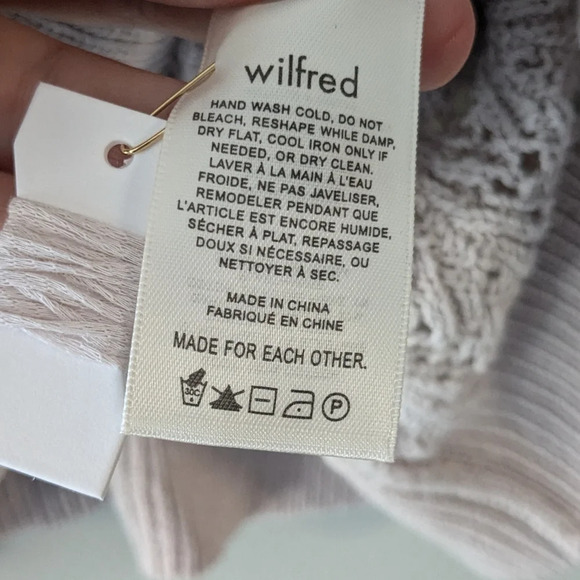 wilfred
HAND WASH COLD, DO NOT
BLEACH, RESHAPE WHILE DAMP,
DRY FLAT, COOL IRON ONLY IF
NEEDED, OR DRY CLEAN.
LAVER À LA MAIN À L'EAU
FROIDE, NE PAS JAVELISER,
REMODELER PENDANT QUE
L'ARTICLE EST ENCORE HUMIDE,
SÉCHER À PLAT, REPASSAGE
DOUX SI NÉCESSAIRE, OU
NETTOYER À SEC.
MADE IN CHINA
FABRIQUÉ EN CHINE
MADE FOR EACH OTHER.
30C
P